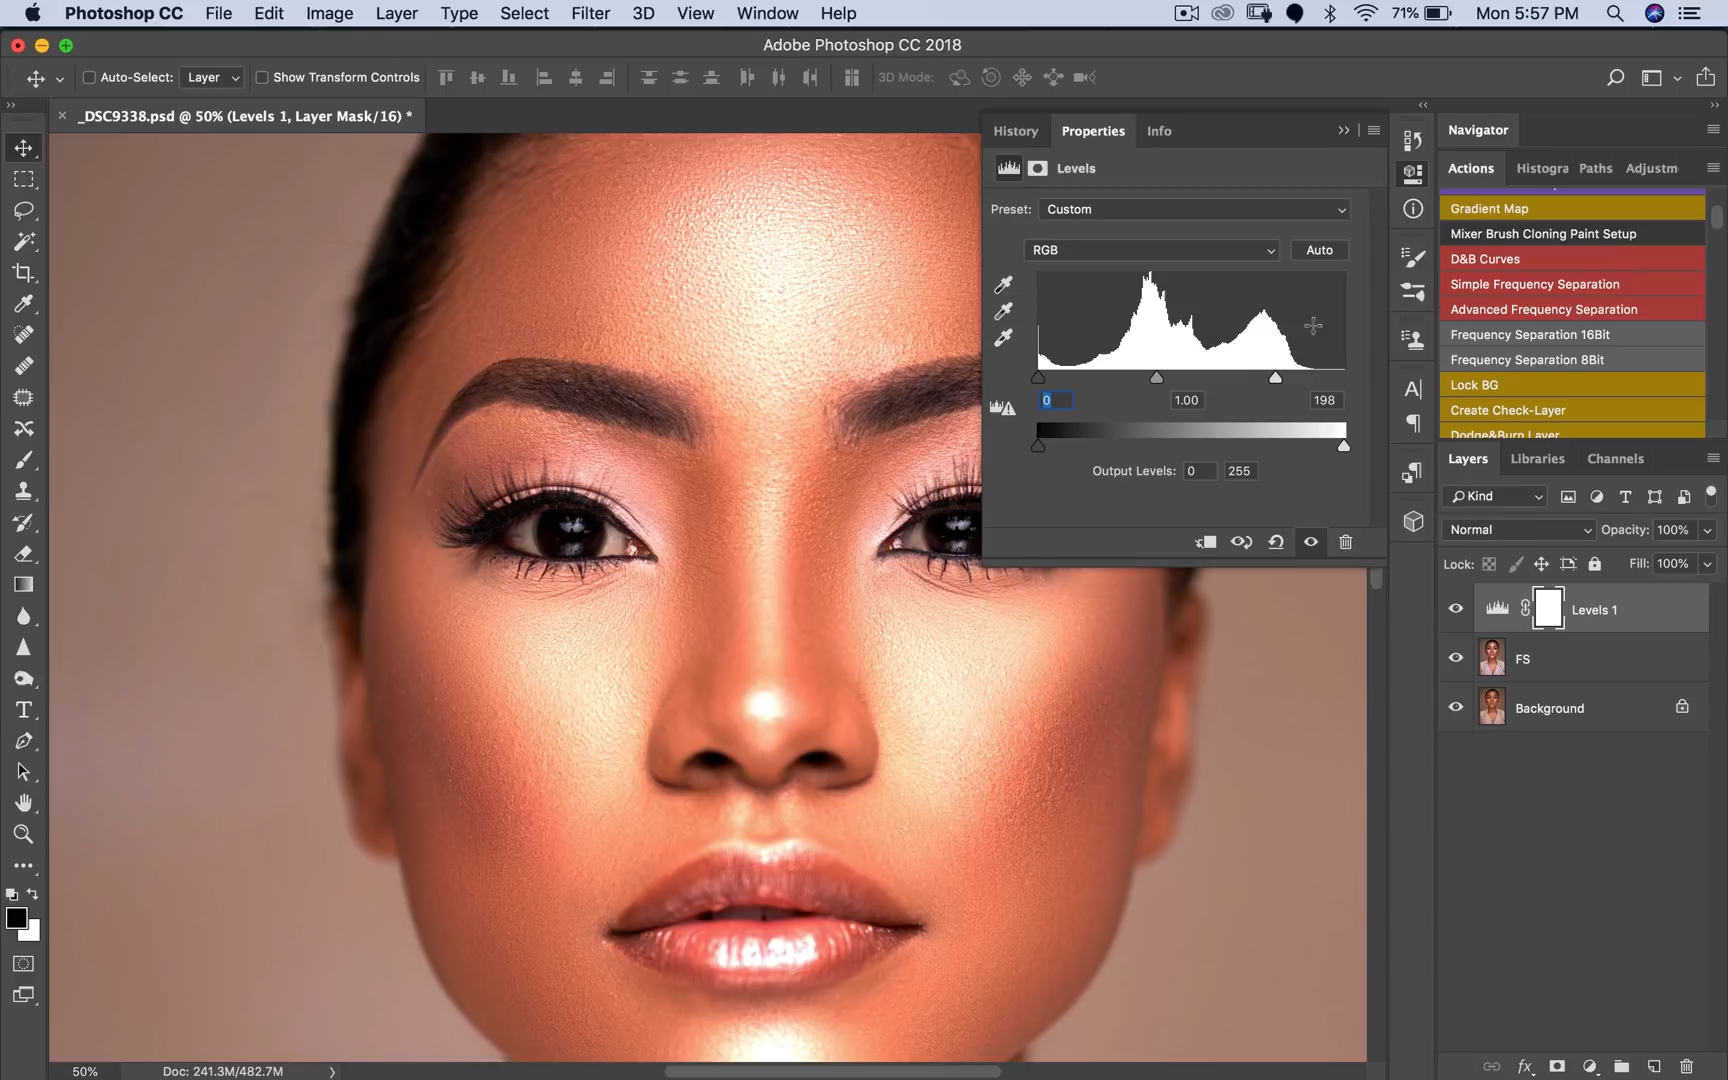 Photoshop CC File Edit Image Layer Type Select Filter 3D View Window Help 71% Mon 5:57 PM
Adobe Photoshop CC 2018
Auto-Select: Layer Show Transform Controls 3D Mode:
_DSC9338.psd @ 50% (Levels 1, Layer Mask/16) *
History Properties Info
Levels
Preset: Custom
RGB Auto
0 1.00 198
Output Levels: 0 255
Navigator
Actions Histogra Paths Adjustm
Gradient Map
Mixer Brush Cloning Paint Setup
D&B Curves
Simple Frequency Separation
Advanced Frequency Separation
Frequency Separation 16Bit
Frequency Separation 8Bit
Lock BG
Create Check-Layer
Dodge&Burn Layer
Layers Libraries Channels
Kind
Normal Opacity: 100%
Lock: Fill: 100%
Levels 1
FS
Background
50% Doc: 241.3M/482.7M